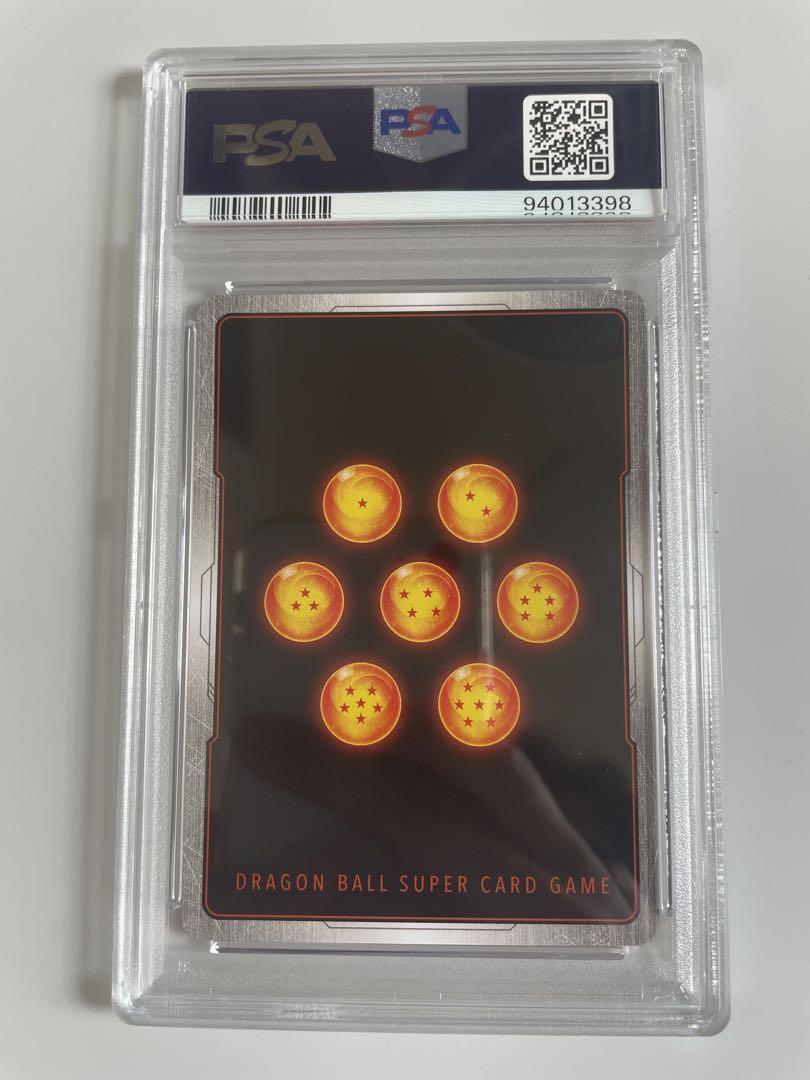 PSA
PSA
94013398
DRAGON BALL SUPER CARD GAME